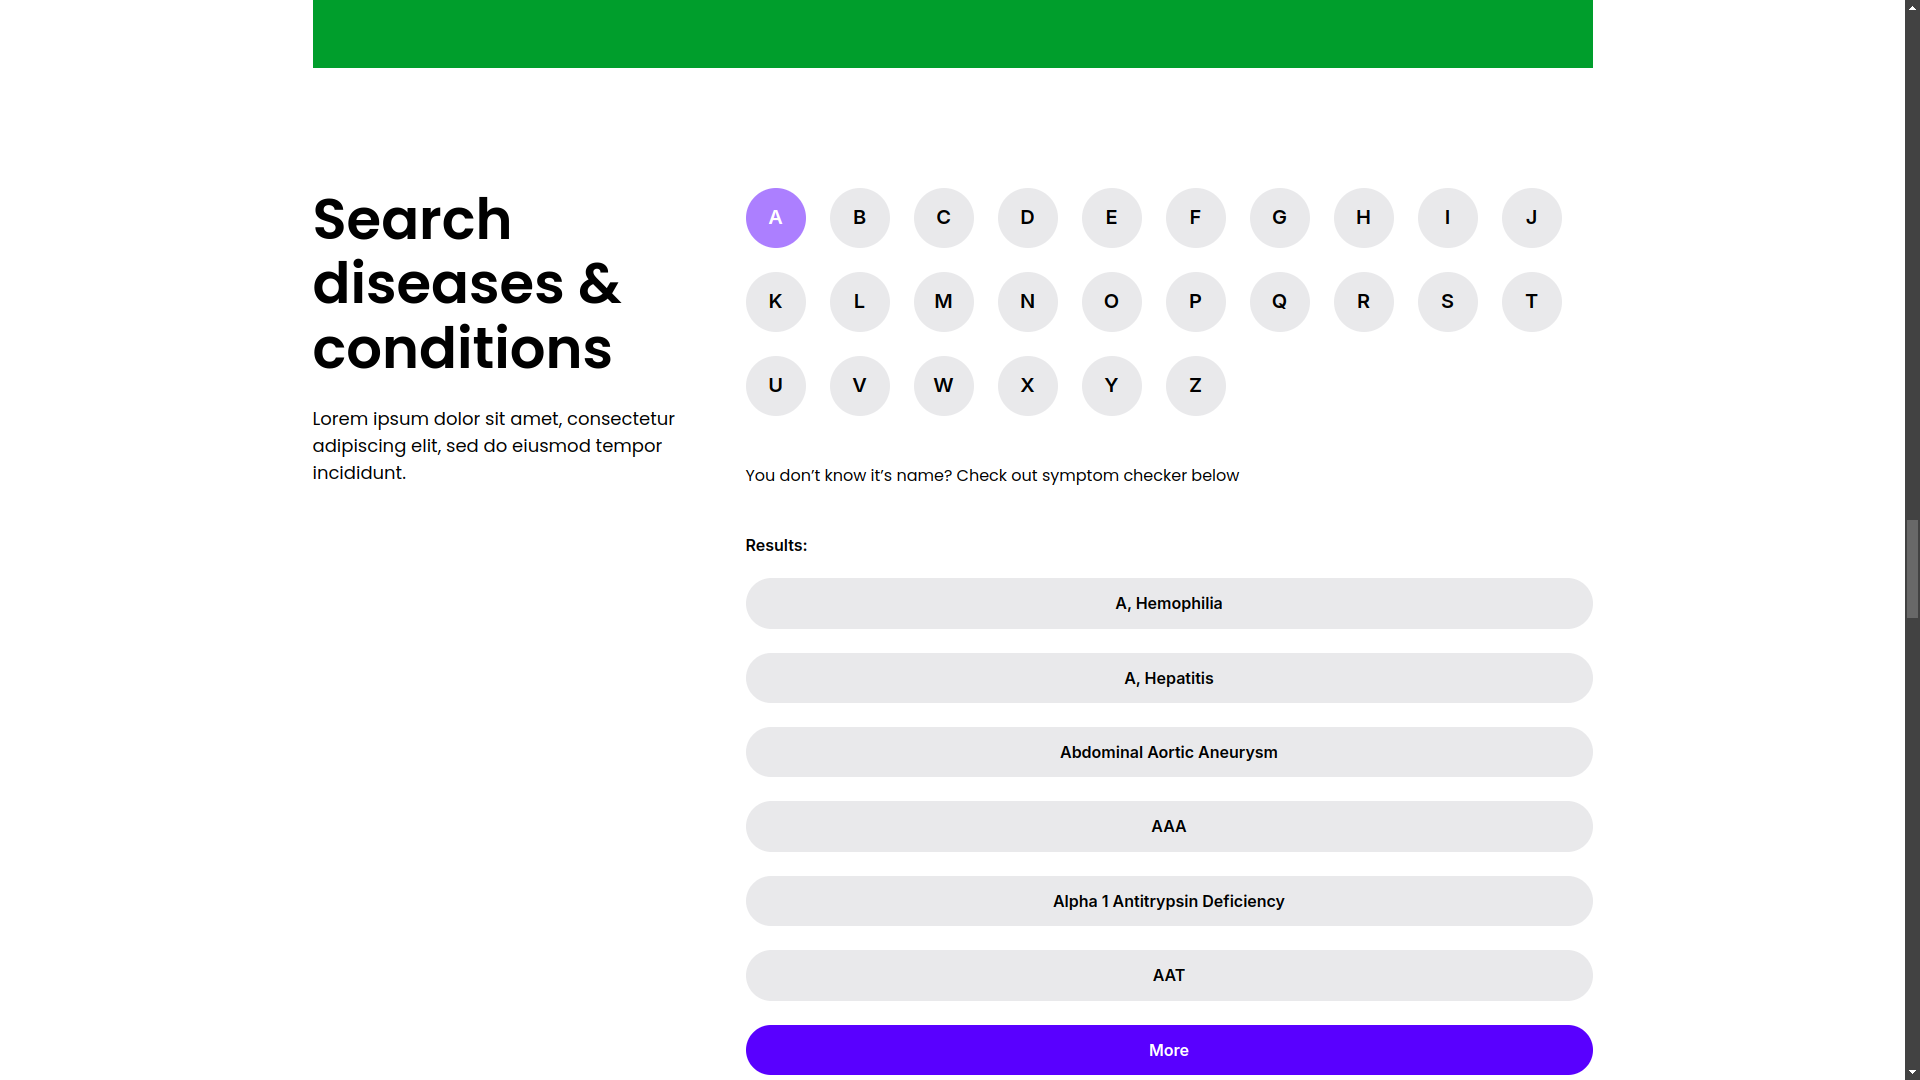 Search
diseases &
conditions
Lorem ipsum dolor sit amet, consectetur
adipiscing elit, sed do eiusmod tempor
incididunt.
A B C D E F G H I J
K L M N O P Q R S T
U V W X Y Z
You don’t know it’s name? Check out symptom checker below
Results:
A, Hemophilia
A, Hepatitis
Abdominal Aortic Aneurysm
AAA
Alpha 1 Antitrypsin Deficiency
AAT
More